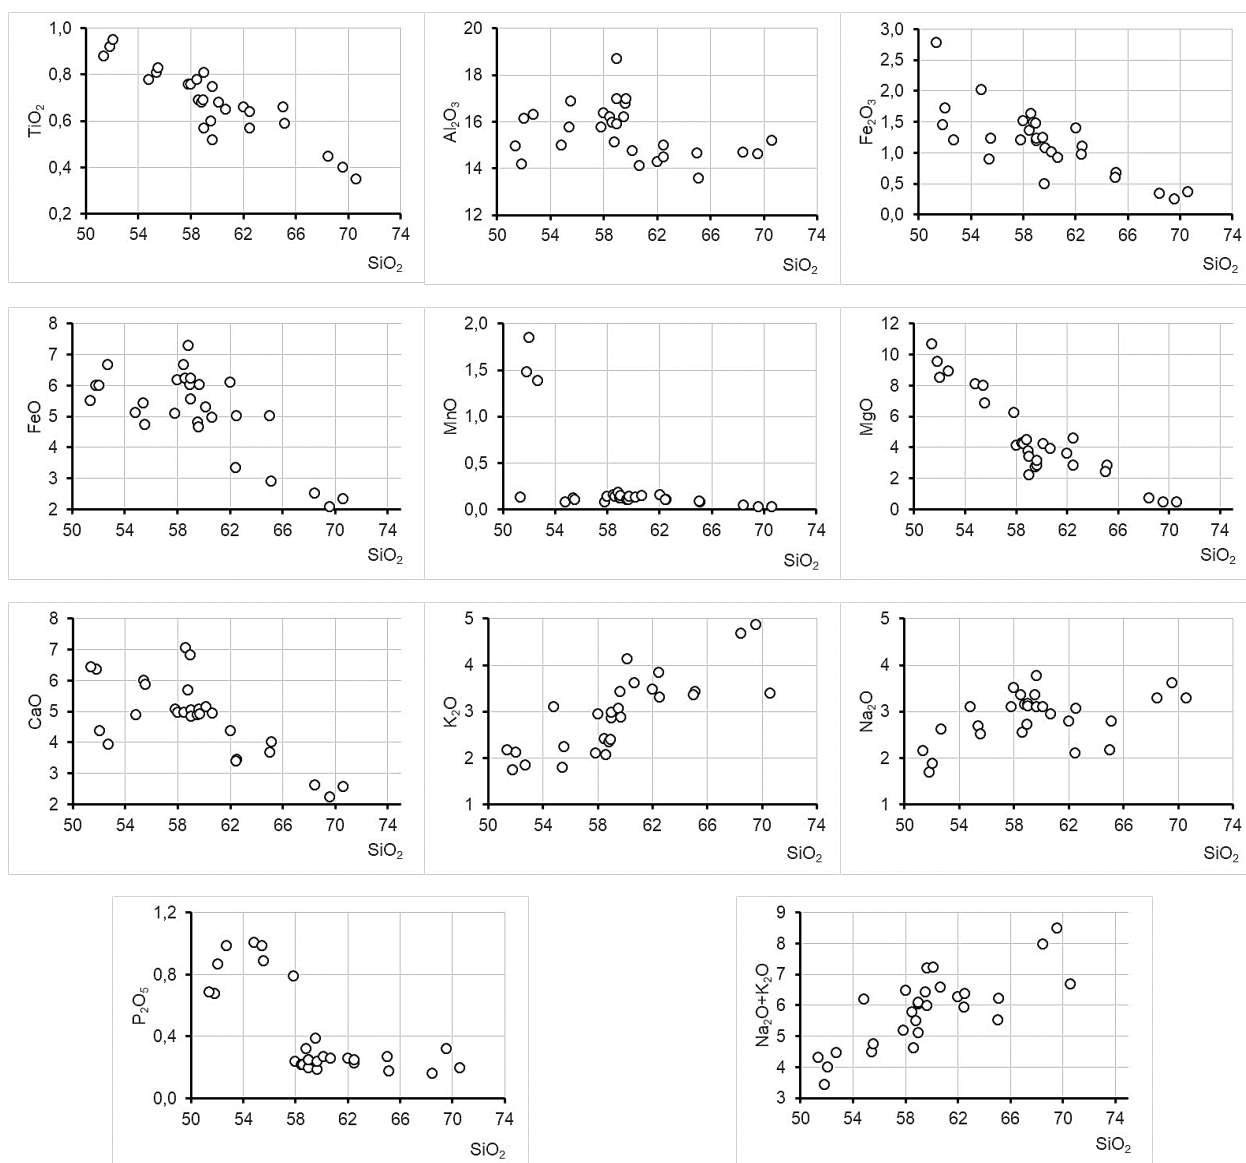 1,0
0,8
0,6
0,4
0,2
TiO₂
50 54 58 62 66 70 74
SiO₂
20
18
16
14
12
Al₂O₃
50 54 58 62 66 70 74
SiO₂
3,0
2,5
2,0
1,5
1,0
0,5
0,0
Fe₂O₃
50 54 58 62 66 70 74
SiO₂
8
7
6
5
4
3
2
FeO
50 54 58 62 66 70 74
SiO₂
2,0
1,5
1,0
0,5
0,0
MnO
50 54 58 62 66 70 74
SiO₂
12
10
8
6
4
2
0
MgO
50 54 58 62 66 70 74
SiO₂
8
7
6
5
4
3
2
CaO
50 54 58 62 66 70 74
SiO₂
5
4
3
2
1
K₂O
50 54 58 62 66 70 74
SiO₂
5
4
3
2
1
Na₂O
50 54 58 62 66 70 74
SiO₂
1,2
0,8
0,4
0,0
P₂O₅
50 54 58 62 66 70 74
SiO₂
9
8
7
6
5
4
3
Na₂O+K₂O
50 54 58 62 66 70 74
SiO₂